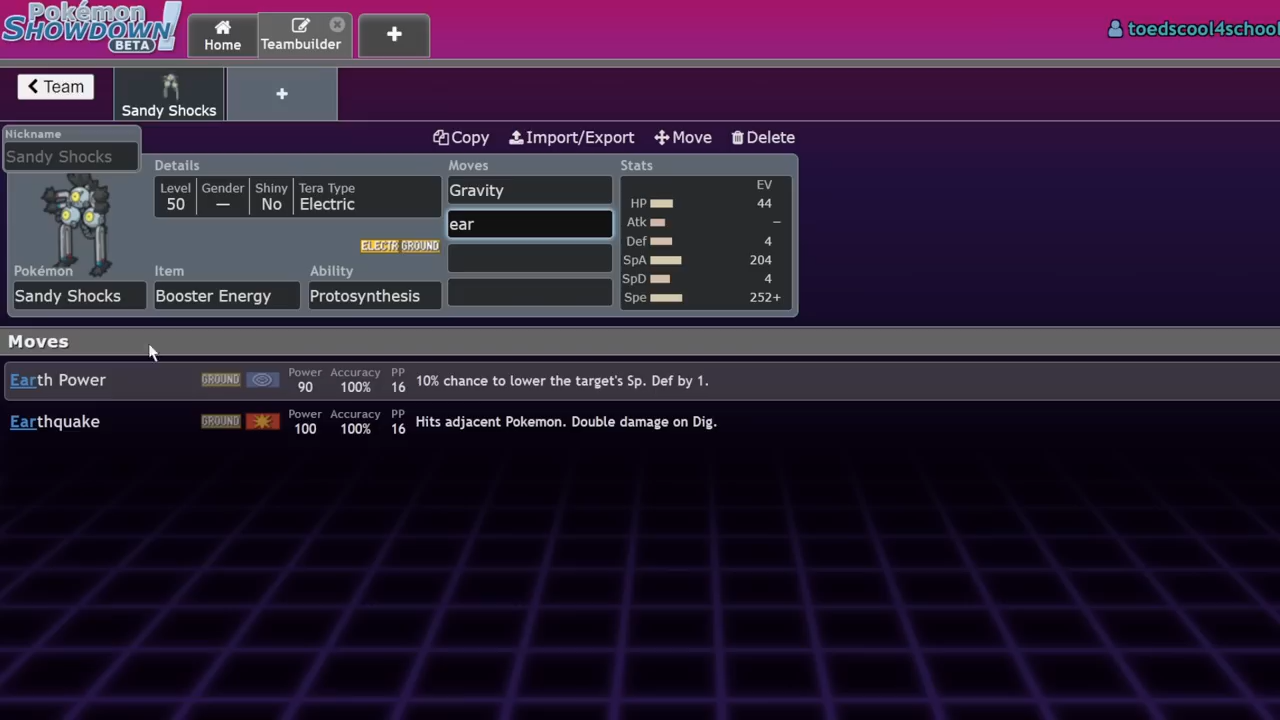 Pokémon
SHOWDOWN!
BETA
Home
Teambuilder
+
toedscool4school
Team
Sandy Shocks
+
Nickname
Sandy Shocks
Copy
Import/Export
Move
Delete
Details
Level
50
Gender
—
Shiny
No
Tera Type
Electric
ELECTR GROUND
Pokémon
Sandy Shocks
Item
Booster Energy
Ability
Protosynthesis
Moves
Gravity
ear
Stats
EV
HP 44
Atk –
Def 4
SpA 204
SpD 4
Spe 252+
Moves
Earth Power GROUND Power 90 Accuracy 100% PP 16 10% chance to lower the target's Sp. Def by 1.
Earthquake GROUND Power 100 Accuracy 100% PP 16 Hits adjacent Pokemon. Double damage on Dig.